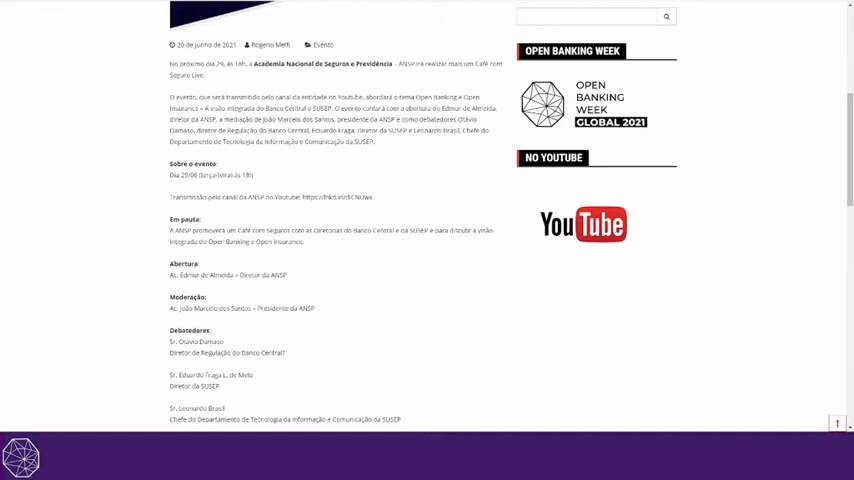 20 de junho de 2021 Rogerio Melfi Evento
No próximo dia 29, às 18h, a Academia Nacional de Seguros e Previdência – ANSP irá realizar mais um Café com
Seguro Live.
O evento, que será transmitido pelo canal da entidade no Youtube, abordará o tema Open Banking e Open
Insurance – A visão integrada do Banco Central e SUSEP. O evento contará com a abertura do Edmur de Almeida,
diretor da ANSP, a mediação de João Marcelo dos Santos, presidente da ANSP e como debatedores Otávio
Damaso, diretor de Regulação do Banco Central, Eduardo Fraga, Diretor da SUSEP e Leonardo Brasil, Chefe do
Departamento de Tecnologia da Informação e Comunicação da SUSEP.
Sobre o evento:
Dia 29/06 (terça-feira) às 18h
Transmissão pelo canal da ANSP no Youtube: https://lnkd.in/diCNUwa
Em pauta:
A ANSP promoverá um Café com Seguros com as Diretorias do Banco Central e da SUSEP e para discutir a visão
integrada do Open Banking e Open Insurance.
Abertura:
Ac. Edmur de Almeida – Diretor da ANSP
Moderação:
Ac. João Marcelo dos Santos – Presidente da ANSP
Debatedores:
Sr. Otávio Damaso
Diretor de Regulação do Banco Central?
Sr. Eduardo Fraga L. de Melo
Diretor da SUSEP
Sr. Leonardo Brasil
Chefe do Departamento de Tecnologia da Informação e Comunicação da SUSEP
OPEN BANKING WEEK
OPEN
BANKING
WEEK
GLOBAL 2021
NO YOUTUBE
YouTube